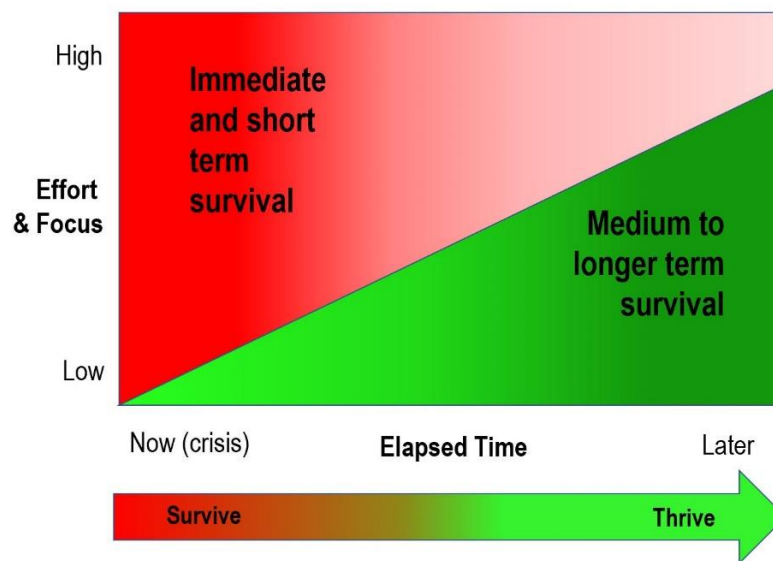 High
Immediate
and short
term
survival
Effort
& Focus
Medium to
longer term
survival
Low
Now (crisis)
Elapsed Time
Later
Survive
Thrive